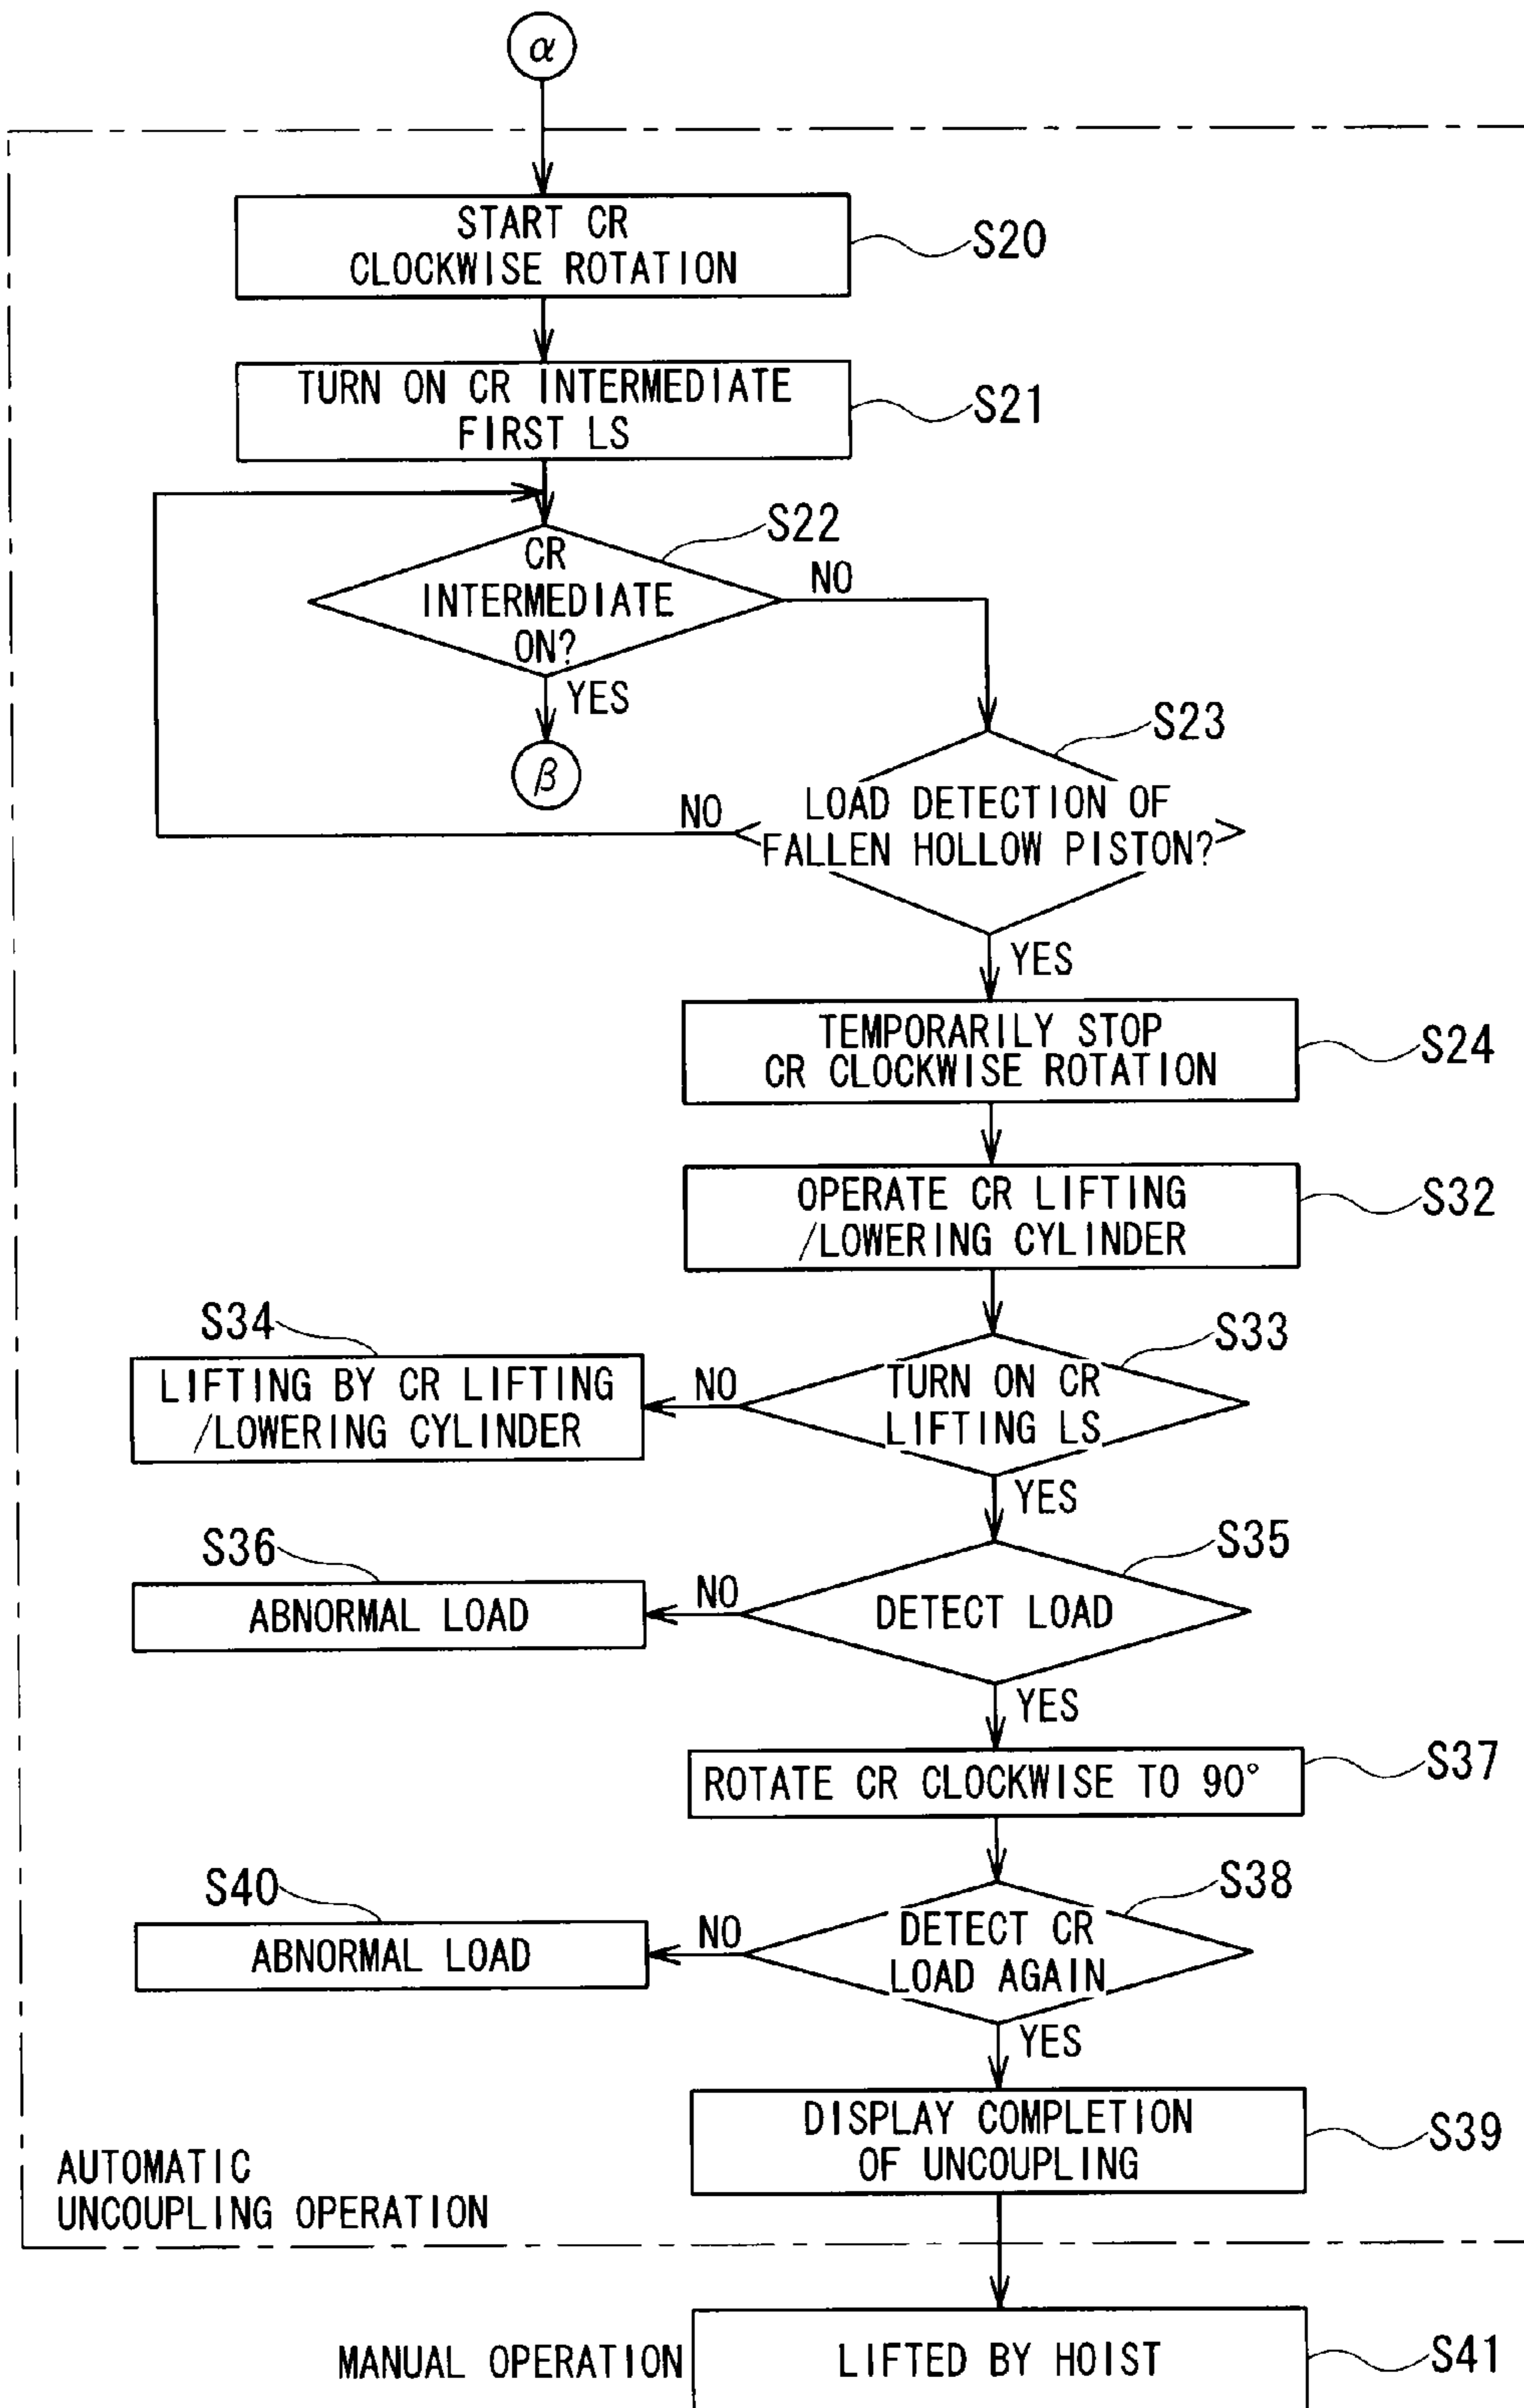 α
START CR
CLOCKWISE ROTATION
S20
TURN ON CR INTERMEDIATE
FIRST LS
S21
S22
CR
INTERMEDIATE
ON?
NO
YES
β
S23
LOAD DETECTION OF
FALLEN HOLLOW PISTON?
NO
YES
TEMPORARILY STOP
CR CLOCKWISE ROTATION
S24
OPERATE CR LIFTING
/LOWERING CYLINDER
S32
S33
TURN ON CR
LIFTING LS
NO
S34
LIFTING BY CR LIFTING
/LOWERING CYLINDER
YES
S35
DETECT LOAD
NO
S36
ABNORMAL LOAD
YES
ROTATE CR CLOCKWISE TO 90°
S37
S38
DETECT CR
LOAD AGAIN
NO
S40
ABNORMAL LOAD
YES
DISPLAY COMPLETION
OF UNCOUPLING
S39
AUTOMATIC
UNCOUPLING OPERATION
MANUAL OPERATION
LIFTED BY HOIST
S41